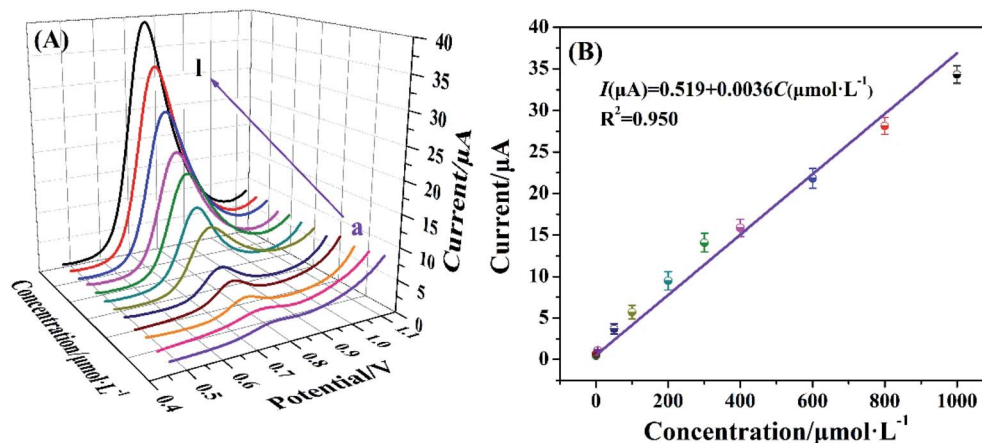 (A)
l
a
40
35
30
25
20
15
10
5
0
Current/μA
Concentration/μmol·L⁻¹
0.4
0.5
0.6
0.7
0.8
0.9
1.0
1.1
Potential/V
(B)
I(μA)=0.519+0.0036C(μmol·L⁻¹)
R²=0.950
40
35
30
25
20
15
10
5
0
Current/μA
0 200 400 600 800 1000
Concentration/μmol·L⁻¹